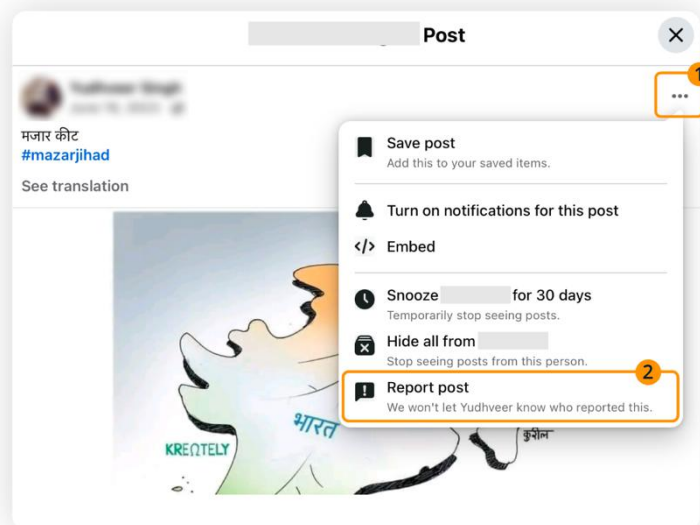 Post
1
मजार कीट
#mazarjihad
See translation
Save post
Add this to your saved items.
Turn on notifications for this post
</> Embed
Snooze for 30 days
Temporarily stop seeing posts.
Hide all from
Stop seeing posts from this person.
2
Report post
We won't let Yudhveer know who reported this.
भारत
KREΩTELY
कुरील